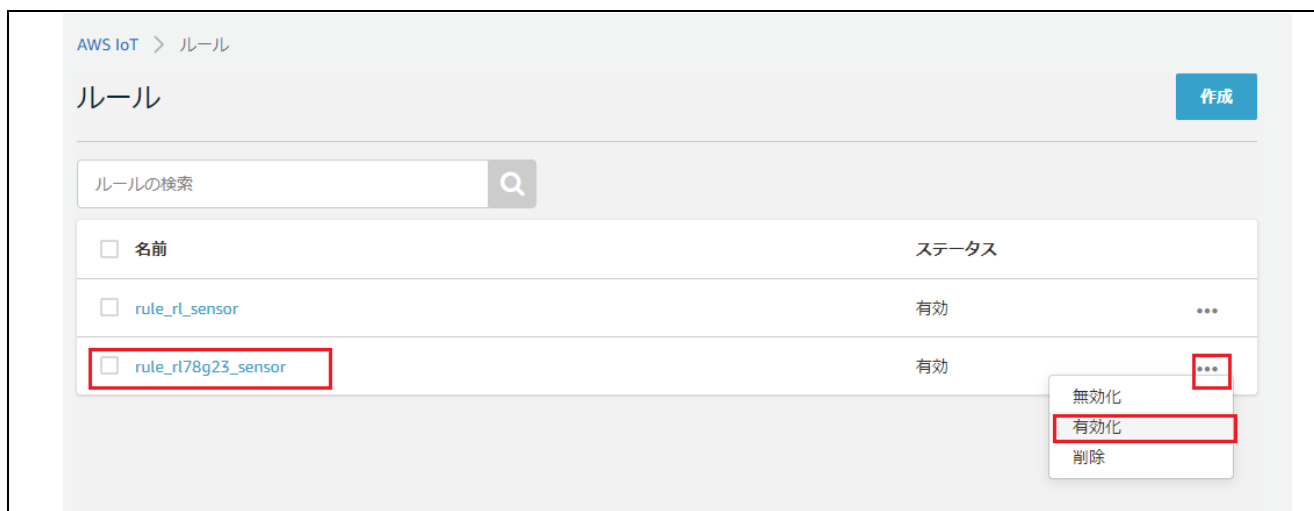 AWS IoT > ルール
ルール
作成
ルールの検索
名前 ステータス
rule_rl_sensor 有効 •••
rule_rl78g23_sensor 有効 •••
無効化
有効化
削除